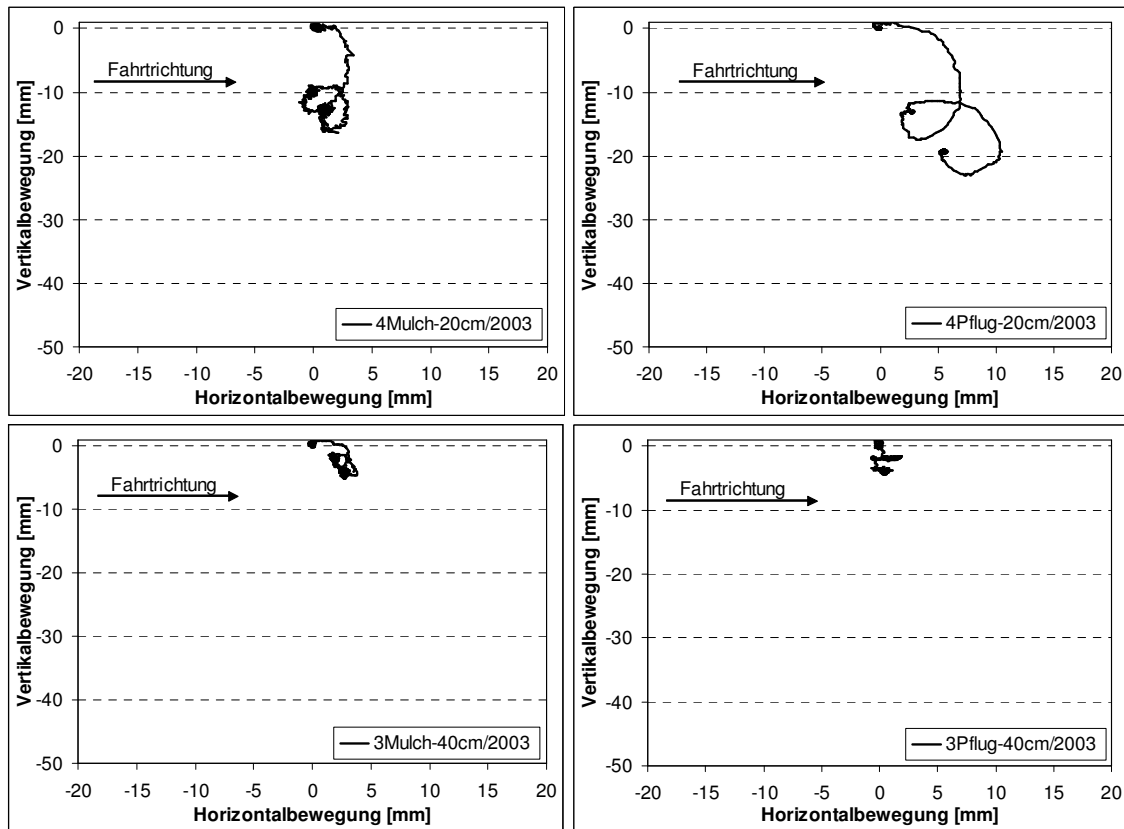 Vertikalbewegung [mm]
0
-10
-20
-30
-40
-50
Fahrtrichtung
4Mulch-20cm/2003
-20 -15 -10 -5 0 5 10 15 20
Horizontalbewegung [mm]
Vertikalbewegung [mm]
0
-10
-20
-30
-40
-50
Fahrtrichtung
4Pflug-20cm/2003
-20 -15 -10 -5 0 5 10 15 20
Horizontalbewegung [mm]
Vertikalbewegung [mm]
0
-10
-20
-30
-40
-50
Fahrtrichtung
3Mulch-40cm/2003
-20 -15 -10 -5 0 5 10 15 20
Horizontalbewegung [mm]
Vertikalbewegung [mm]
0
-10
-20
-30
-40
-50
Fahrtrichtung
3Pflug-40cm/2003
-20 -15 -10 -5 0 5 10 15 20
Horizontalbewegung [mm]